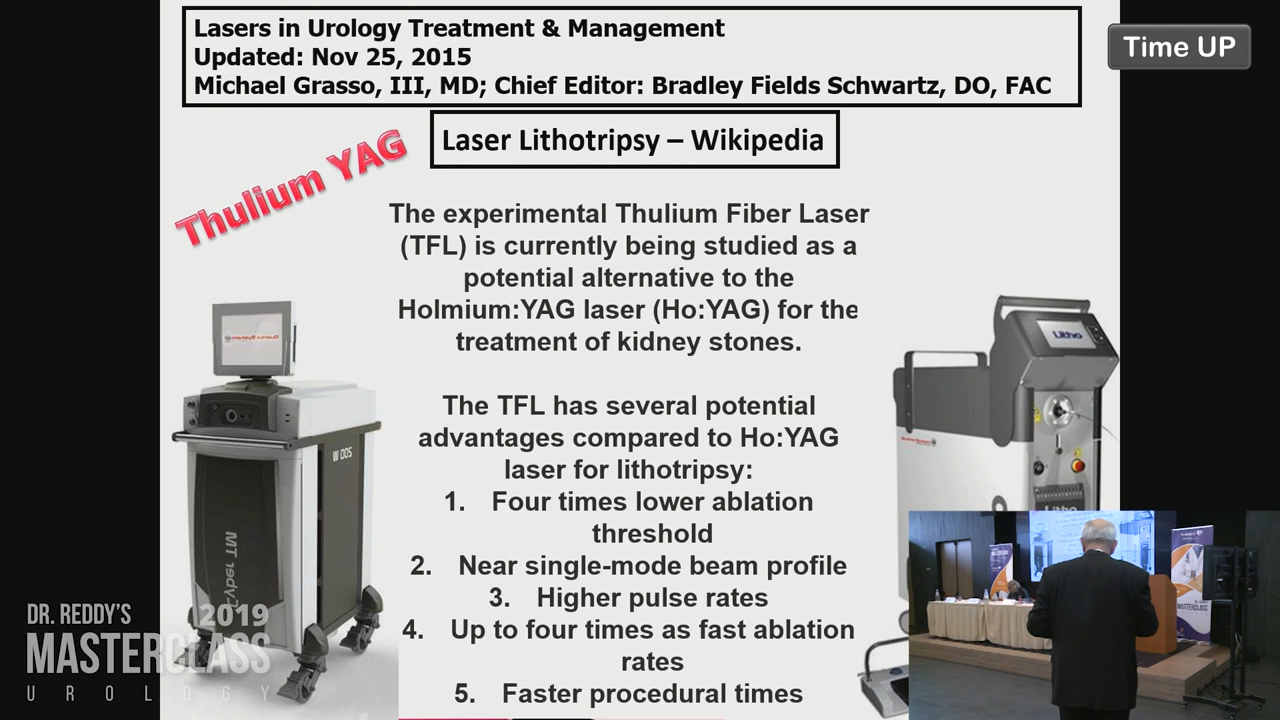 Lasers in Urology Treatment & Management
Updated: Nov 25, 2015
Michael Grasso, III, MD; Chief Editor: Bradley Fields Schwartz, DO, FAC
Time UP
Laser Lithotripsy – Wikipedia
Thulium YAG
The experimental Thulium Fiber Laser
(TFL) is currently being studied as a
potential alternative to the
Holmium:YAG laser (Ho:YAG) for the
treatment of kidney stones.
The TFL has several potential
advantages compared to Ho:YAG
laser for lithotripsy:
1. Four times lower ablation
threshold
2. Near single-mode beam profile
3. Higher pulse rates
4. Up to four times as fast ablation
rates
5. Faster procedural times
Litho
Litho
DR. REDDY'S 2019
MASTERCLASS
UROLOGY
MASTERCLASS